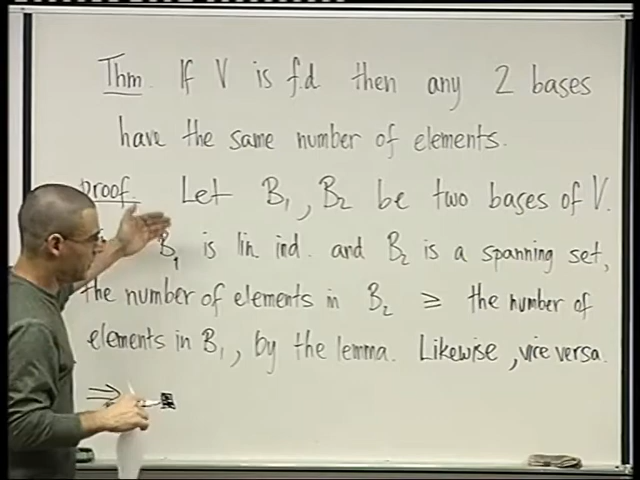 Thm. If V is f.d then any 2 bases
have the same number of elements.
proof. Let B₁, B₂ be two bases of V.
B₁ is lin. ind. and B₂ is a spanning set,
the number of elements in B₂ ≥ the number of
elements in B₁, by the lemma. Likewise, vice versa.
⇒ ■